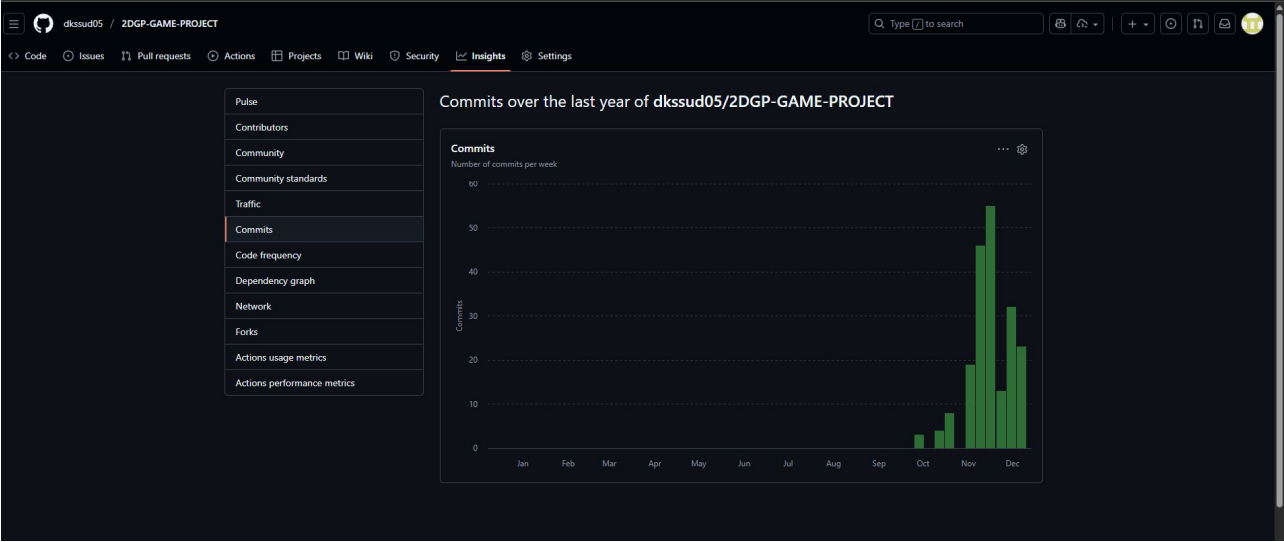 dkssud05 / 2DGP-GAME-PROJECT
Type / to search
Code Issues Pull requests Actions Projects Wiki Security Insights Settings
Pulse
Contributors
Community
Community standards
Traffic
Commits
Code frequency
Dependency graph
Network
Forks
Actions usage metrics
Actions performance metrics
Commits over the last year of dkssud05/2DGP-GAME-PROJECT
Commits
Number of commits per week
60
50
40
30
20
10
0
Commits
Jan Feb Mar Apr May Jun Jul Aug Sep Oct Nov Dec